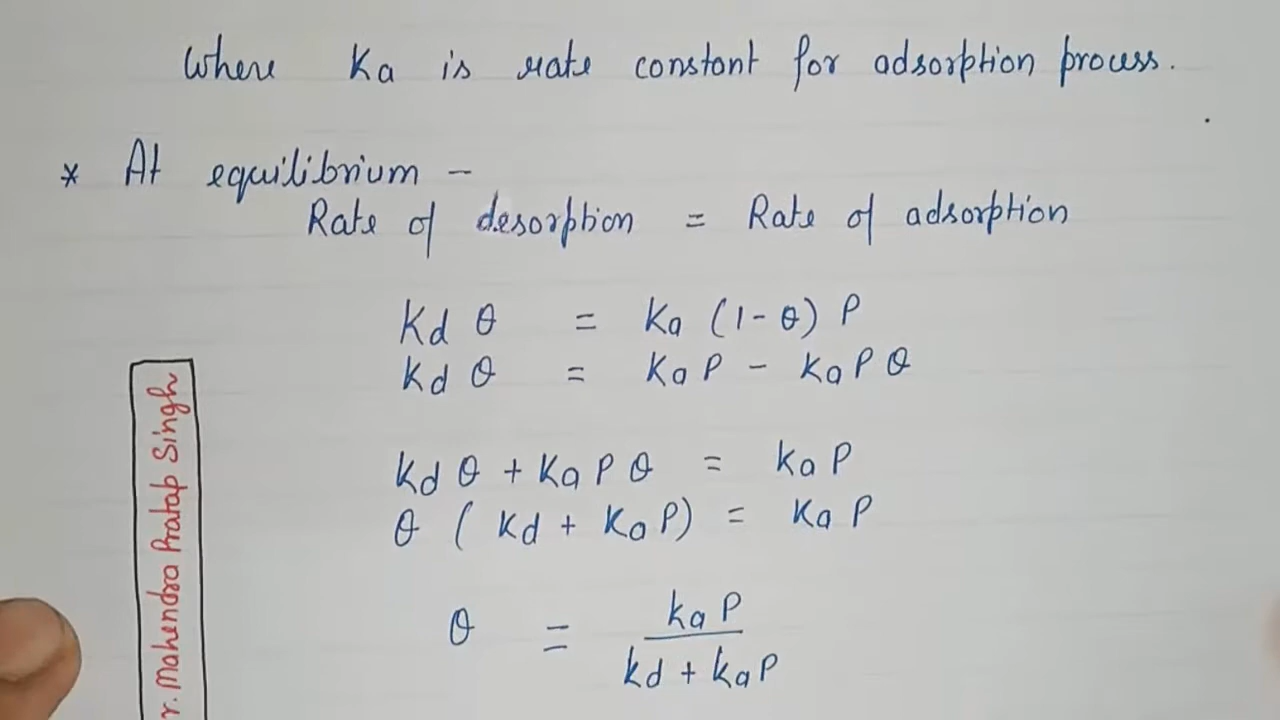 Where Ka is rate constant for adsorption process.
* At equilibrium -
Rate of desorption = Rate of adsorption
Kd θ = Ka (1-θ) P
Kd θ = Ka P - Ka P θ
Kd θ + Ka P θ = Ka P
θ ( Kd + Ka P) = Ka P
θ = Ka P / Kd + Ka P
r. Mahendra Pratap Singh